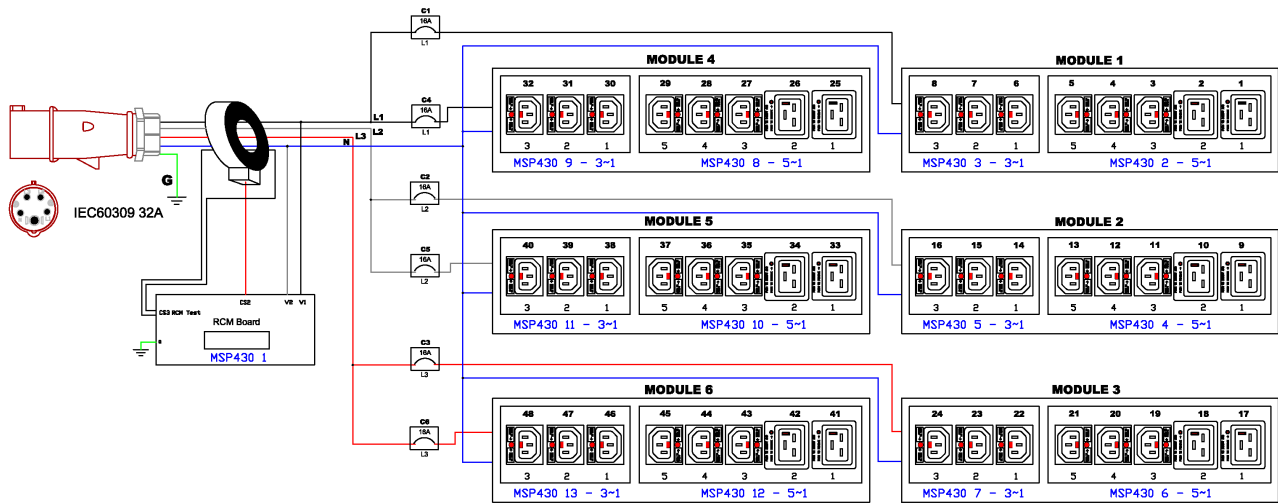 C1
16A
L1
MODULE 4
MODULE 1
32 31 30 29 28 27 26 25
8 7 6 5 4 3 2 1
3 2 1 5 4 3 2 1
3 2 1 5 4 3 2 1
MSP430 9 - 3~1 MSP430 8 - 5~1
MSP430 3 - 3~1 MSP430 2 - 5~1
C4
16A
L1
L1
L2
L3
N
G
IEC60309 32A
C2
16A
L2
MODULE 5
MODULE 2
40 39 38 37 36 35 34 33
16 15 14 13 12 11 10 9
3 2 1 5 4 3 2 1
3 2 1 5 4 3 2 1
MSP430 11 - 3~1 MSP430 10 - 5~1
MSP430 5 - 3~1 MSP430 4 - 5~1
C5
16A
L2
CS2 V2 V1
CS3 RCM Test
RCM Board
MSP430 1
C3
16A
L3
MODULE 6
MODULE 3
48 47 46 45 44 43 42 41
24 23 22 21 20 19 18 17
3 2 1 5 4 3 2 1
3 2 1 5 4 3 2 1
MSP430 13 - 3~1 MSP430 12 - 5~1
MSP430 7 - 3~1 MSP430 6 - 5~1
C6
16A
L3